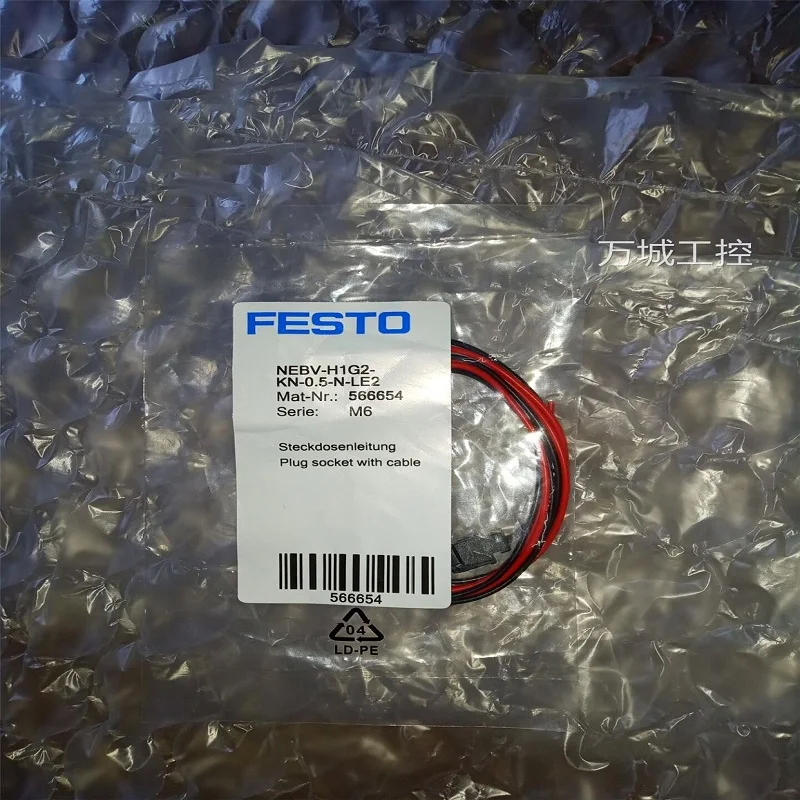 万城工控
FESTO
NEBV-H1G2-
KN-0.5-N-LE2
Mat-Nr.: 566654
Serie: M6
Steckdosenleitung
Plug socket with cable
566654
04
LD-PE